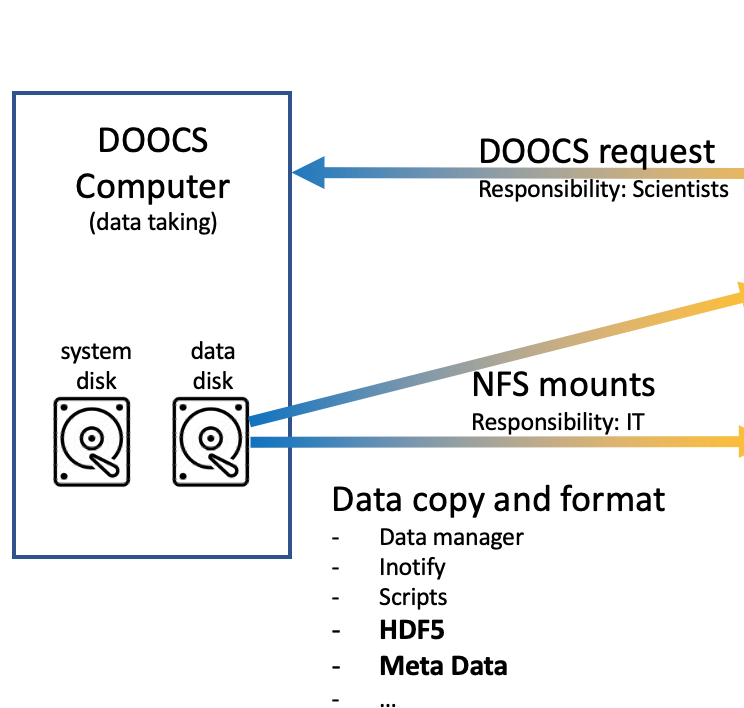 DOOCS
Computer
(data taking)
DOOCS request
Responsibility: Scientists
system
disk
data
disk
NFS mounts
Responsibility: IT
Data copy and format
- Data manager
- Inotify
- Scripts
- HDF5
- Meta Data
- ...